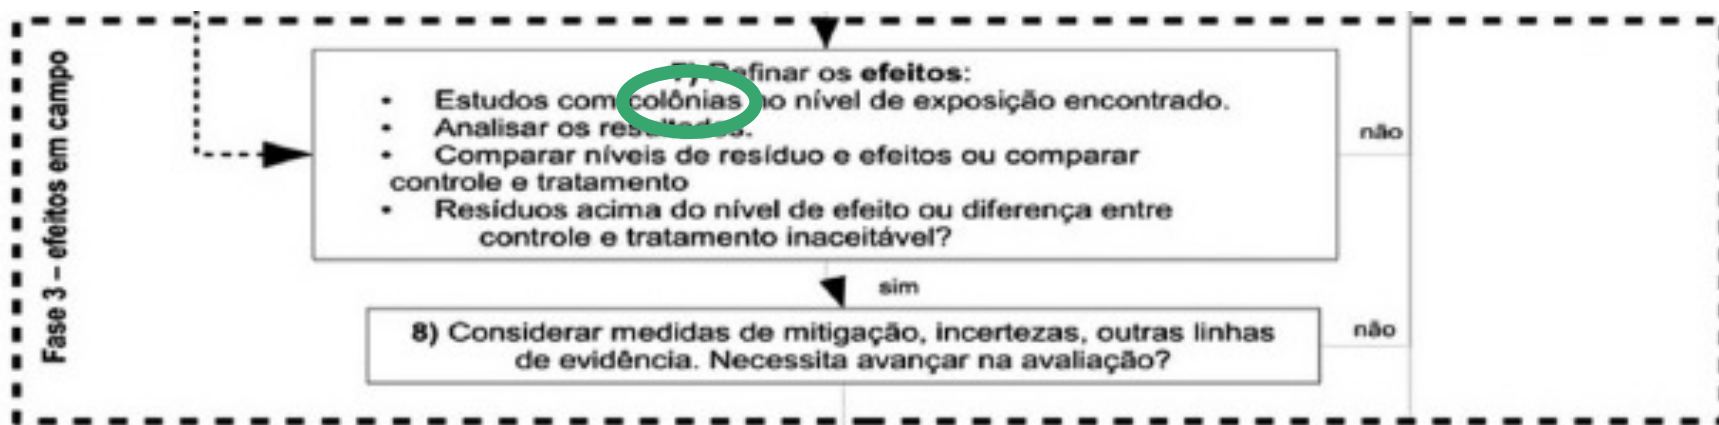 Fase 3 – efeitos em campo
7) Refinar os efeitos:
• Estudos com colônias no nível de exposição encontrado.
• Analisar os resultados.
• Comparar níveis de resíduo e efeitos ou comparar
controle e tratamento
• Resíduos acima do nível de efeito ou diferença entre
controle e tratamento inaceitável?
não
sim
8) Considerar medidas de mitigação, incertezas, outras linhas
de evidência. Necessita avançar na avaliação?
não